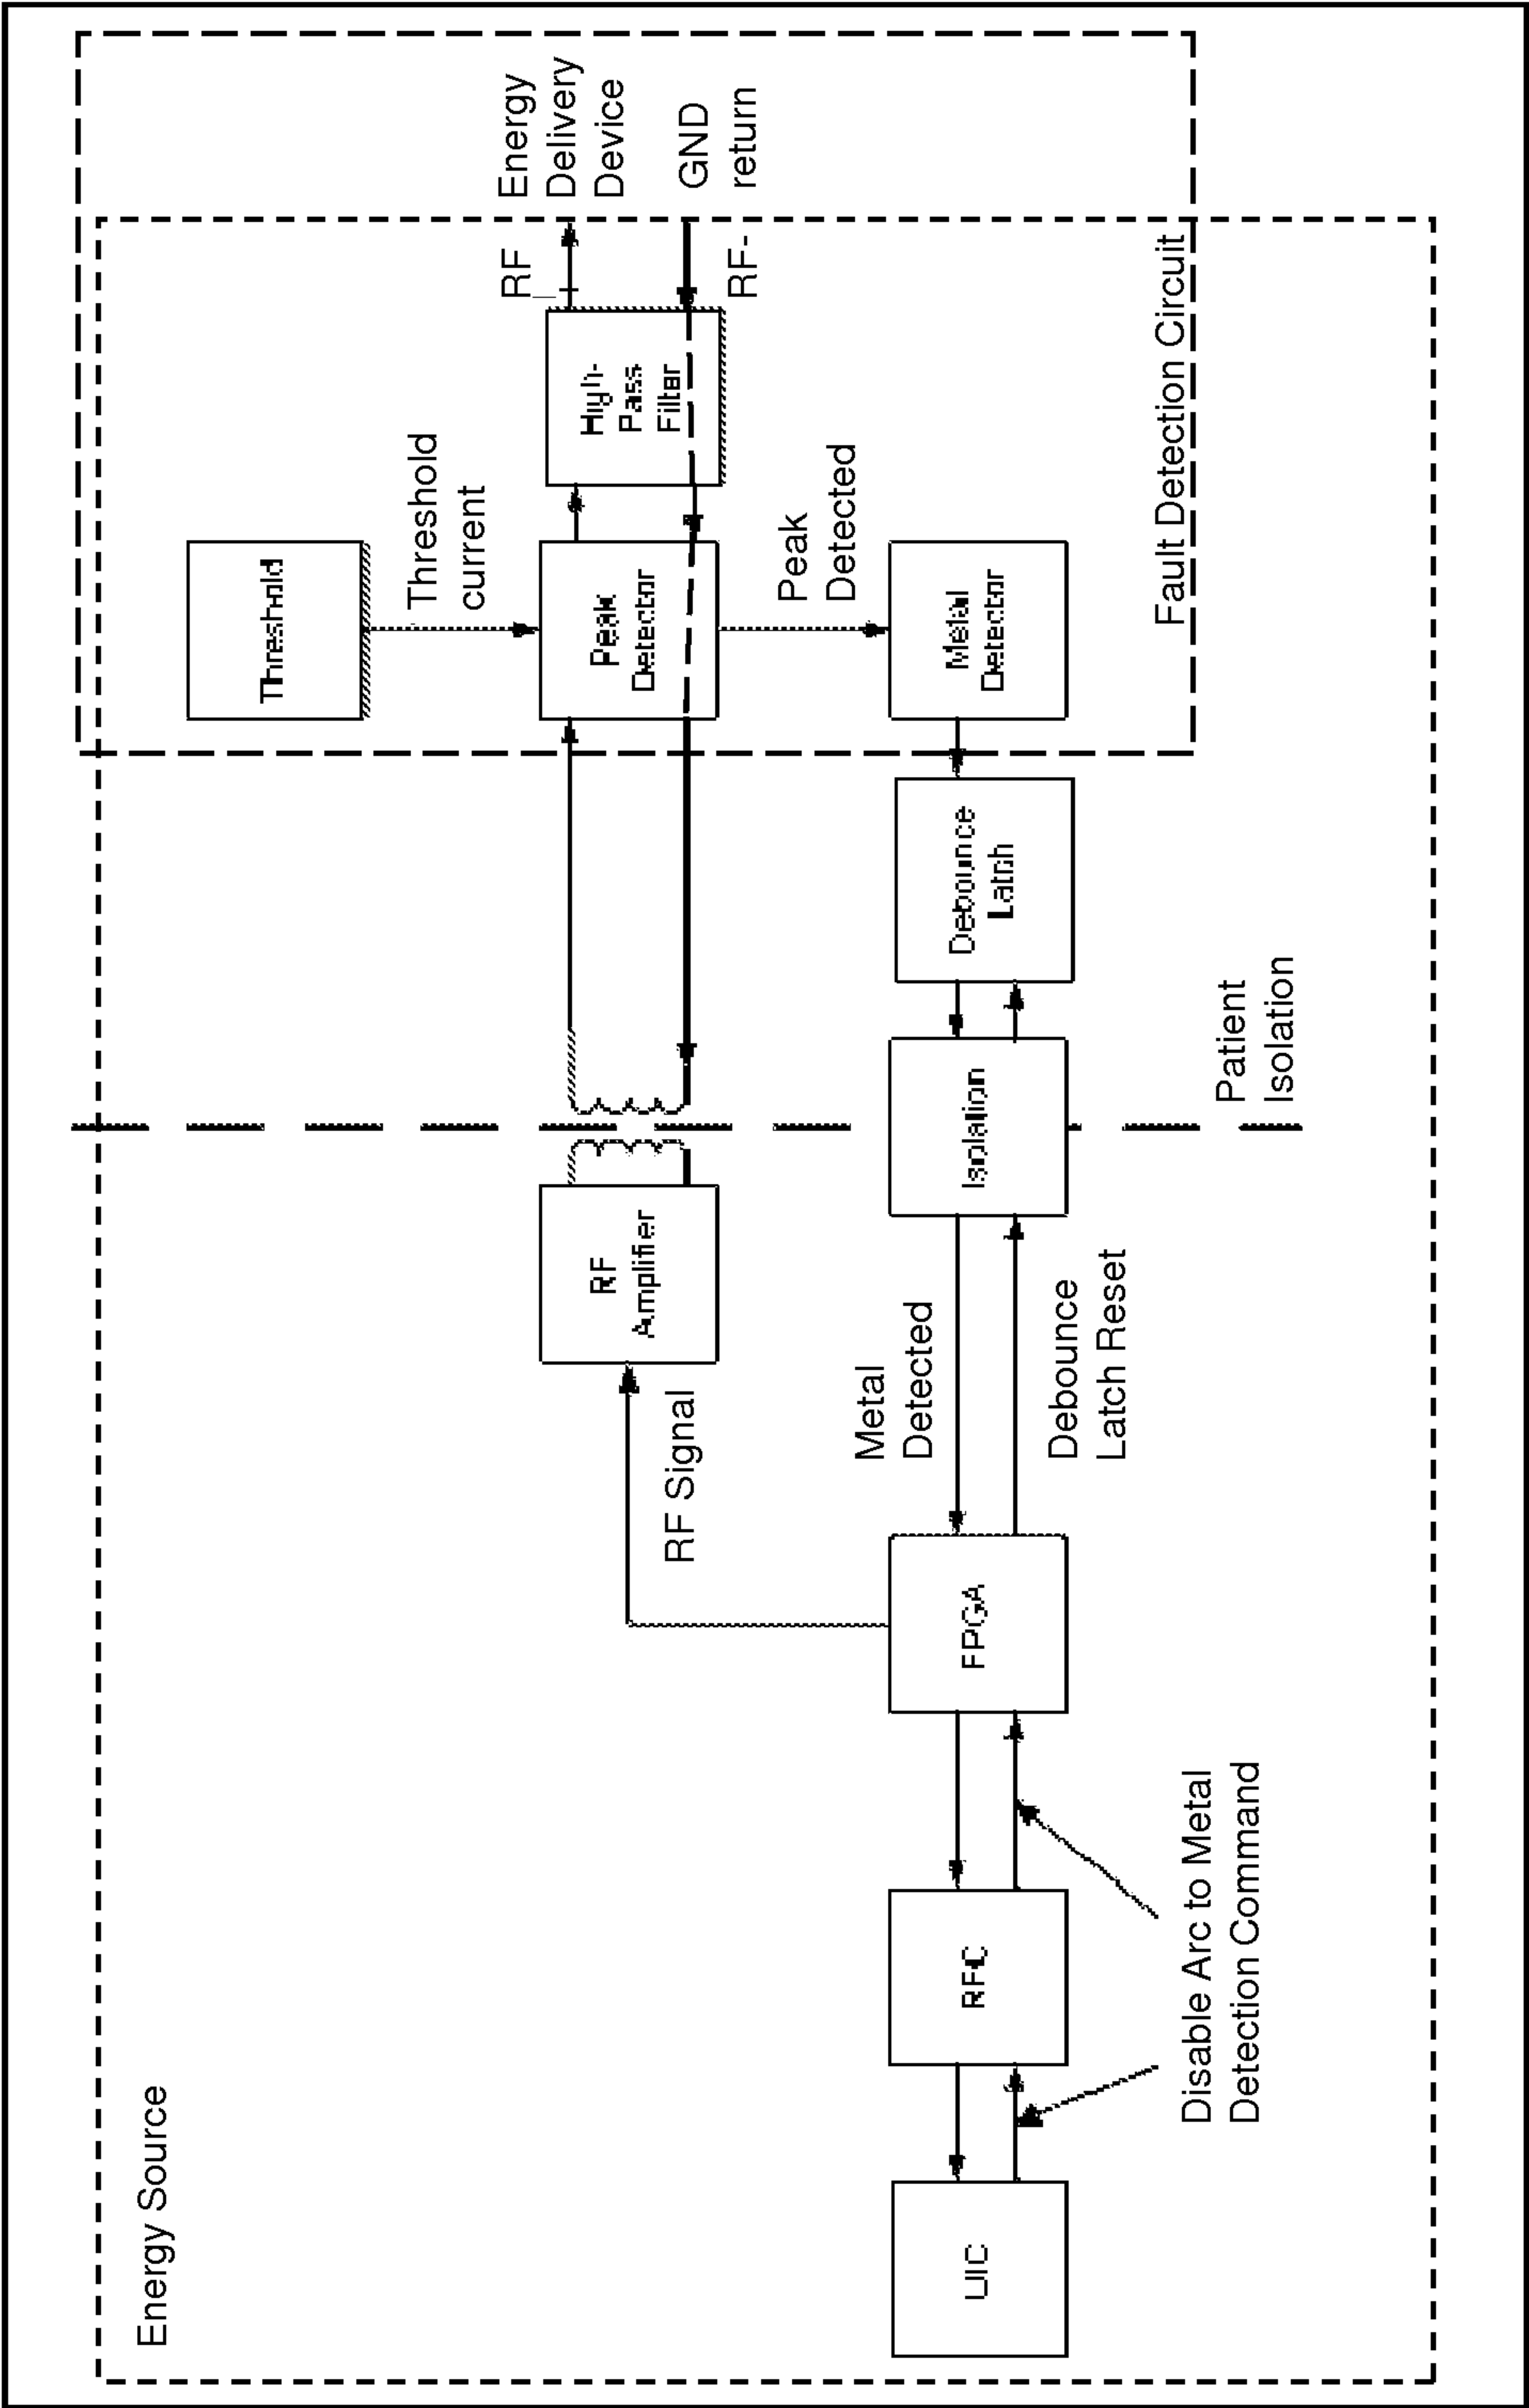 Energy Source
Threshold
Threshold
current
Energy
Delivery
Device
RF
+
GND
return
RF-
High-
Pass
Filter
Peak
Detector
RF
Amplifier
RF Signal
Peak
Detected
Metal
Detector
Debounce
Latch
Isolation
Metal
Detected
Debounce
Latch Reset
FPGA
RFC
UIC
Fault Detection Circuit
Patient
Isolation
Disable Arc to Metal
Detection Command